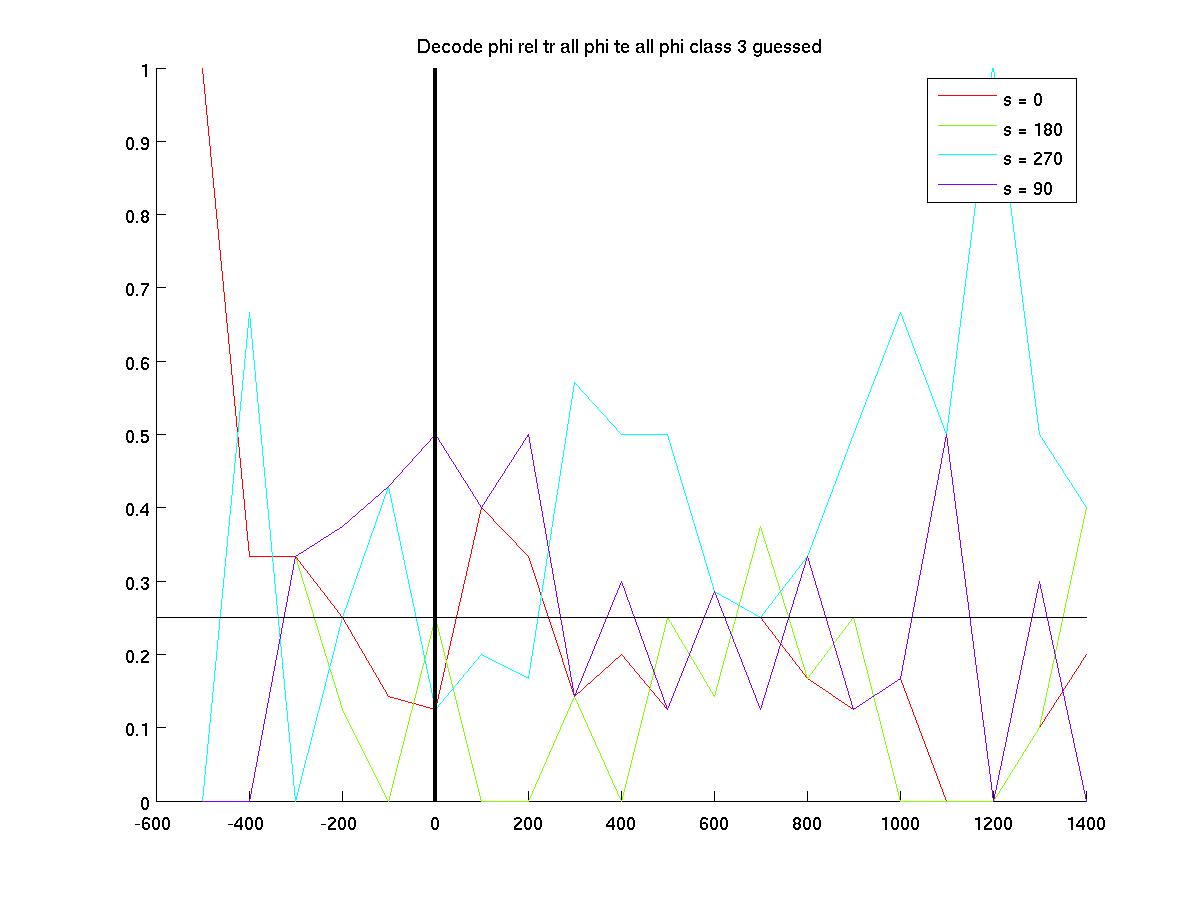 Decode phi rel tr all phi te all phi class 3 guessed
s = 0
s = 180
s = 270
s = 90
1
0.9
0.8
0.7
0.6
0.5
0.4
0.3
0.2
0.1
0
-600 -400 -200 0 200 400 600 800 1000 1200 1400